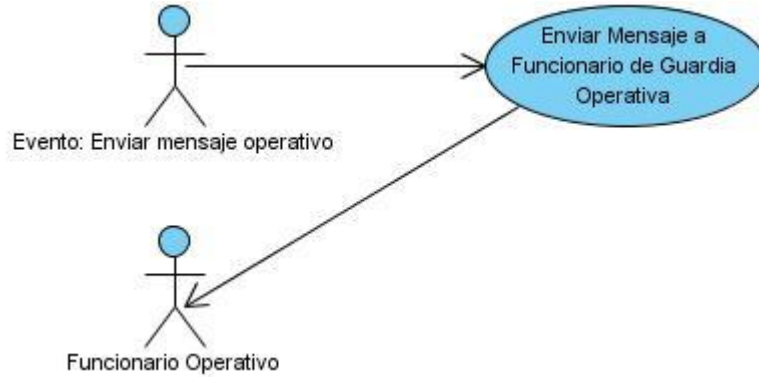 Enviar Mensaje a
Funcionario de Guardia
Operativa
Evento: Enviar mensaje operativo
Funcionario Operativo